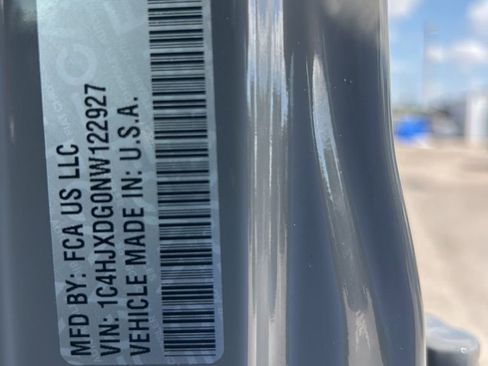 MFD BY: FCA US LLC
VIN: 1C4HJXDG0NW122927
VEHICLE MADE IN: U.S.A.